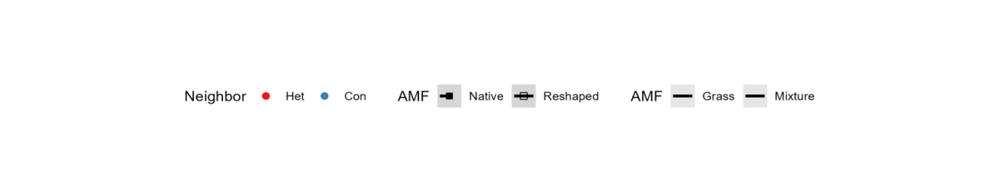 Neighbor Het Con AMF Native Reshaped AMF Grass Mixture